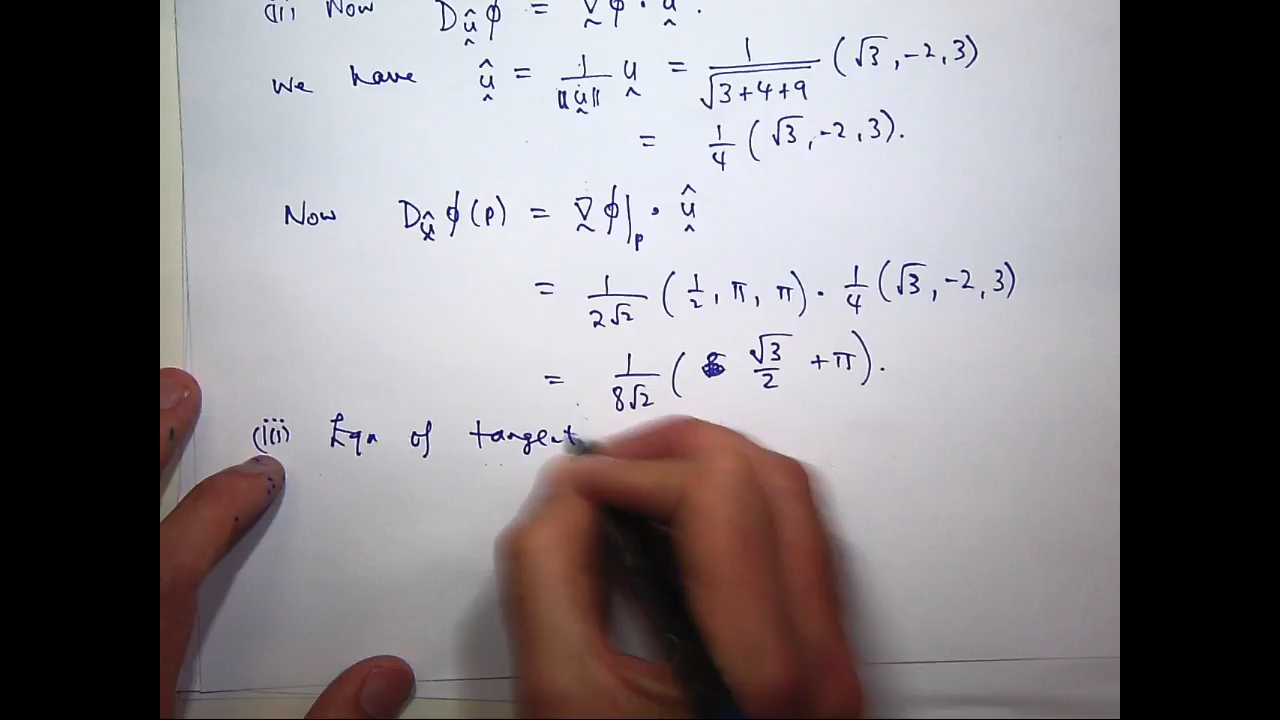 (ii) Now D_û φ = ∇φ · û.
We have û = 1/‖u‖ u = 1/√(3+4+9) (√3, -2, 3)
= 1/4 (√3, -2, 3).
Now D_û φ(p) = ∇φ|_p · û
= 1/(2√2) (1/2, π, π) · 1/4 (√3, -2, 3)
= 1/(8√2) (√3/2 + π).
(iii) Eqn of tangent